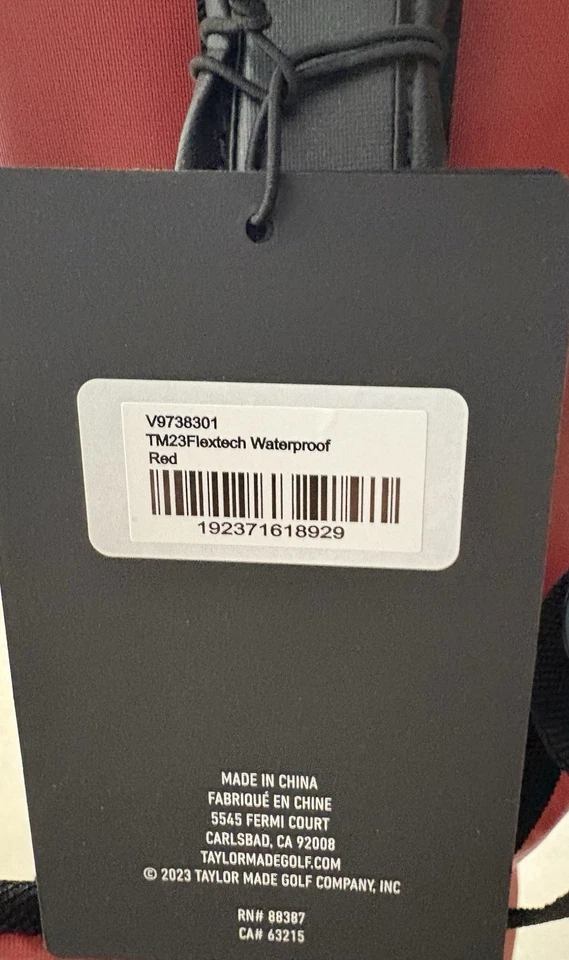 V9738301
TM23Flextech Waterproof
Red
192371618929
MADE IN CHINA
FABRIQUÉ EN CHINE
5545 FERMI COURT
CARLSBAD, CA 92008
TAYLORMADEGOLF.COM
© 2023 TAYLOR MADE GOLF COMPANY, INC
RN# 88387
CA# 63215